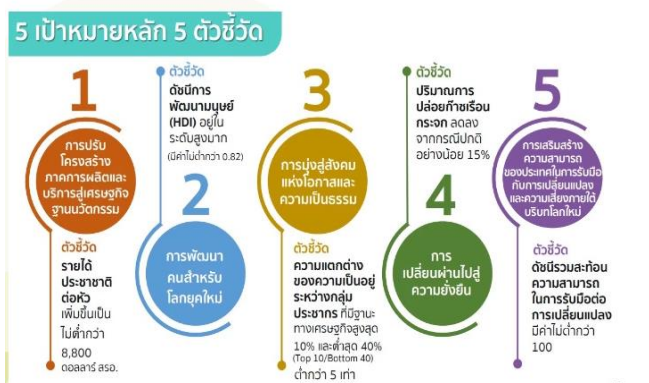 5 เป้าหมายหลัก 5 ตัวชี้วัด
1
การปรับ
โครงสร้าง
ภาคการผลิตและ
บริการสู่เศรษฐกิจ
ฐานนวัตกรรม
ตัวชี้วัด
รายได้
ประชาชาติ
ต่อหัว
เพิ่มขึ้นเป็น
ไม่ต่ำกว่า
8,800
ดอลลาร์ สรอ.
ตัวชี้วัด
ดัชนีการ
พัฒนามนุษย์
(HDI) อยู่ใน
ระดับสูงมาก
(มีค่าไม่ต่ำกว่า 0.82)
2
การพัฒนา
คนสำหรับ
โลกยุคใหม่
3
การมุ่งสู่สังคม
แห่งโอกาสและ
ความเป็นธรรม
ตัวชี้วัด
ความแตกต่าง
ของความเป็นอยู่
ระหว่างกลุ่ม
ประชากร ที่มีฐานะ
ทางเศรษฐกิจสูงสุด
10% และต่ำสุด 40%
(Top 10/Bottom 40)
ต่ำกว่า 5 เท่า
ตัวชี้วัด
ปริมาณการ
ปล่อยก๊าซเรือน
กระจก ลดลง
จากกรณีปกติ
อย่างน้อย 15%
4
การ
เปลี่ยนผ่านไปสู่
ความยั่งยืน
5
การเสริมสร้าง
ความสามารถ
ของประเทศในการรับมือ
กับการเปลี่ยนแปลง
และความเสี่ยงภายใต้
บริบทโลกใหม่
ตัวชี้วัด
ดัชนีรวมสะท้อน
ความสามารถ
ในการรับมือต่อ
การเปลี่ยนแปลง
มีค่าไม่ต่ำกว่า
100